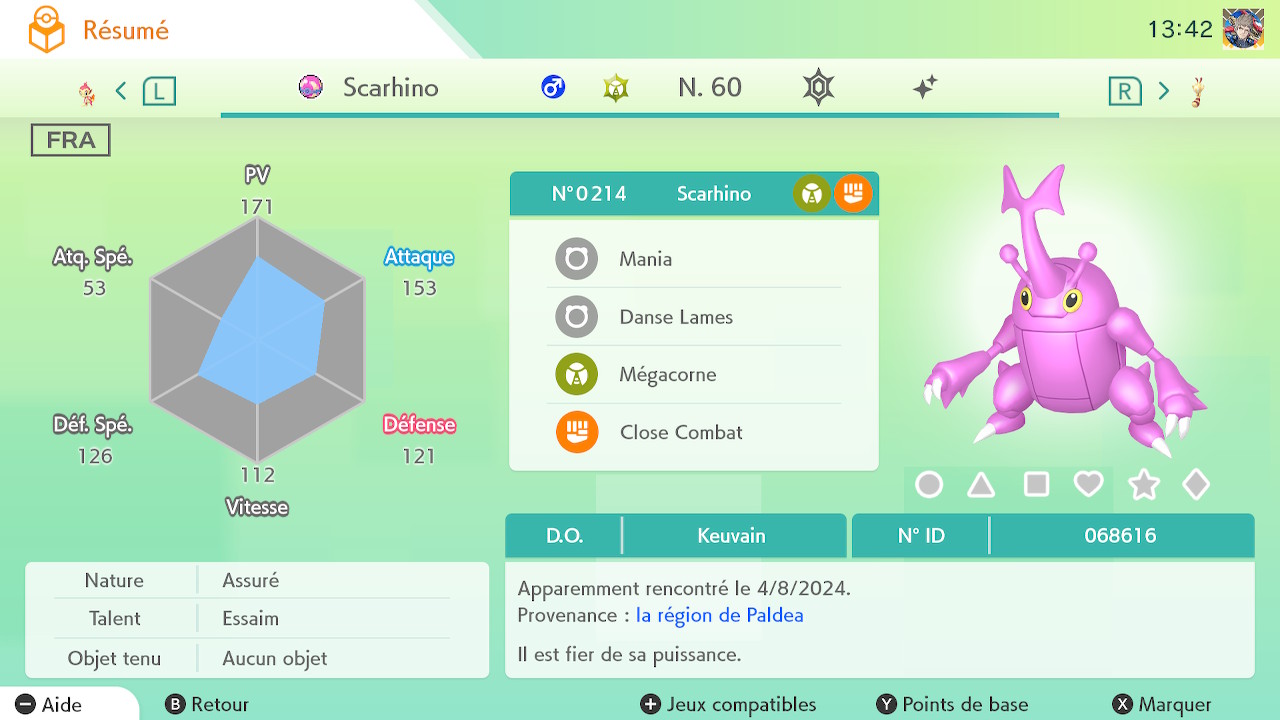 Résumé
13:42
L
Scarhino
N. 60
R
FRA
PV
171
Atq. Spé.
53
Attaque
153
Déf. Spé.
126
Défense
121
112
Vitesse
N°0214 Scarhino
Mania
Danse Lames
Mégacorne
Close Combat
D.O. Keuvain
N° ID 068616
Nature Assuré
Talent Essaim
Objet tenu Aucun objet
Apparemment rencontré le 4/8/2024.
Provenance : la région de Paldea
Il est fier de sa puissance.
Aide
B Retour
Jeux compatibles
Y Points de base
X Marquer